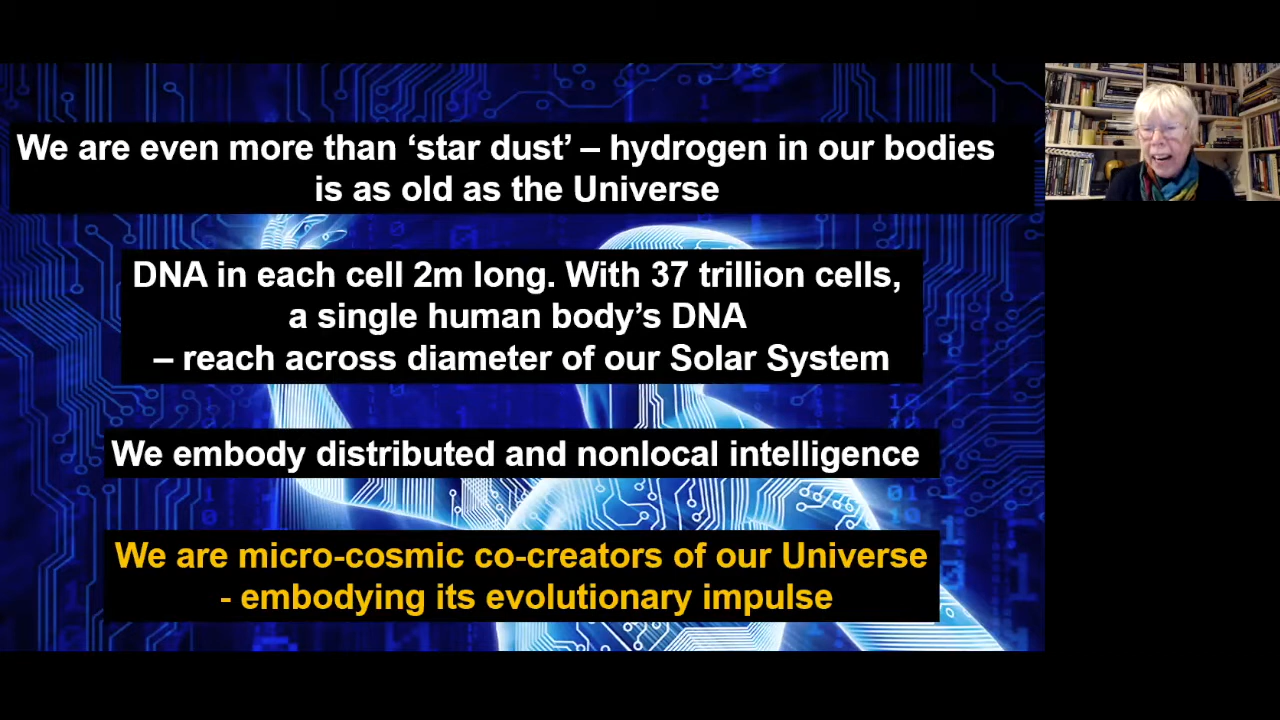 We are even more than ‘star dust’ – hydrogen in our bodies
is as old as the Universe
DNA in each cell 2m long. With 37 trillion cells,
a single human body’s DNA
– reach across diameter of our Solar System
We embody distributed and nonlocal intelligence
We are micro-cosmic co-creators of our Universe
- embodying its evolutionary impulse